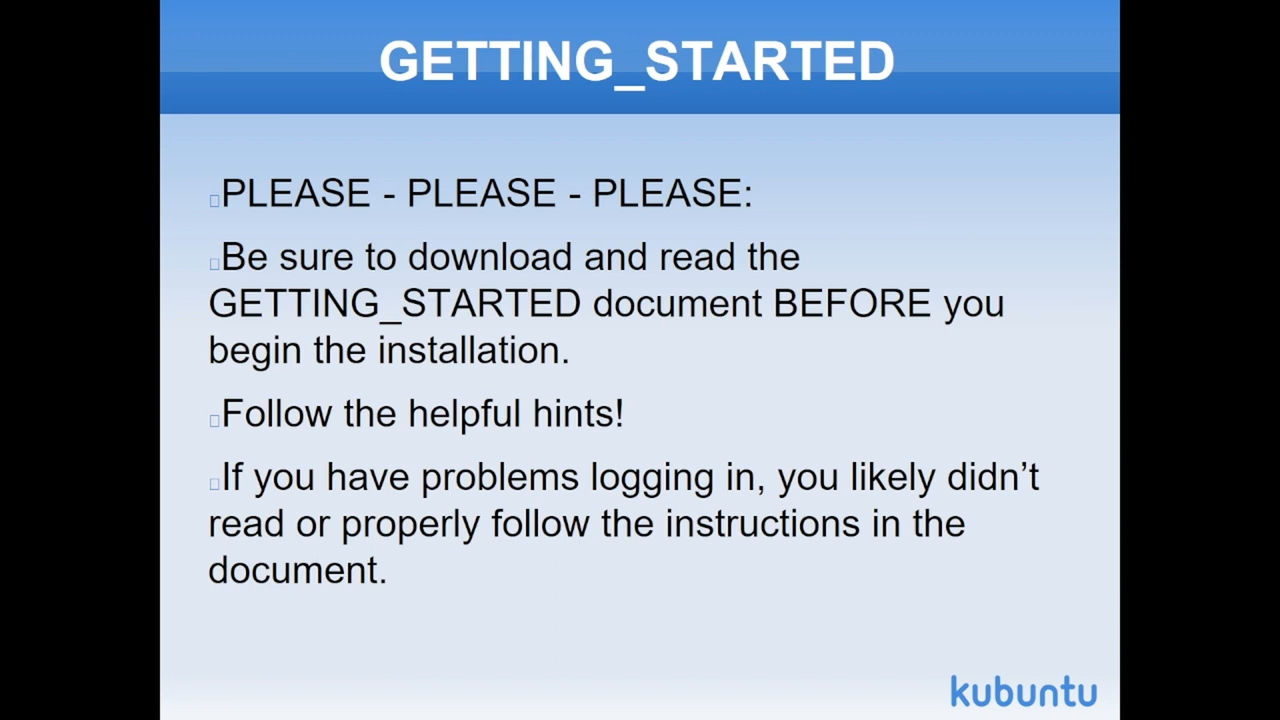 GETTING_STARTED
PLEASE - PLEASE - PLEASE:
Be sure to download and read the
GETTING_STARTED document BEFORE you
begin the installation.
Follow the helpful hints!
If you have problems logging in, you likely didn’t
read or properly follow the instructions in the
document.
kubuntu